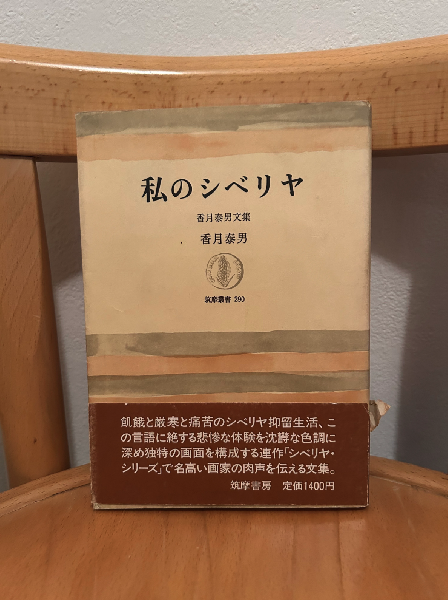 私のシベリヤ
香月泰男文集
香月泰男
筑摩叢書 290
飢餓と厳寒と痛苦のシベリヤ抑留生活、こ
の言語に絶する悲惨な体験を沈鬱な色調に
深め独特の画面を構成する連作「シベリヤ・
シリーズ」で名高い画家の肉声を伝える文集。
筑摩書房 定価1400円